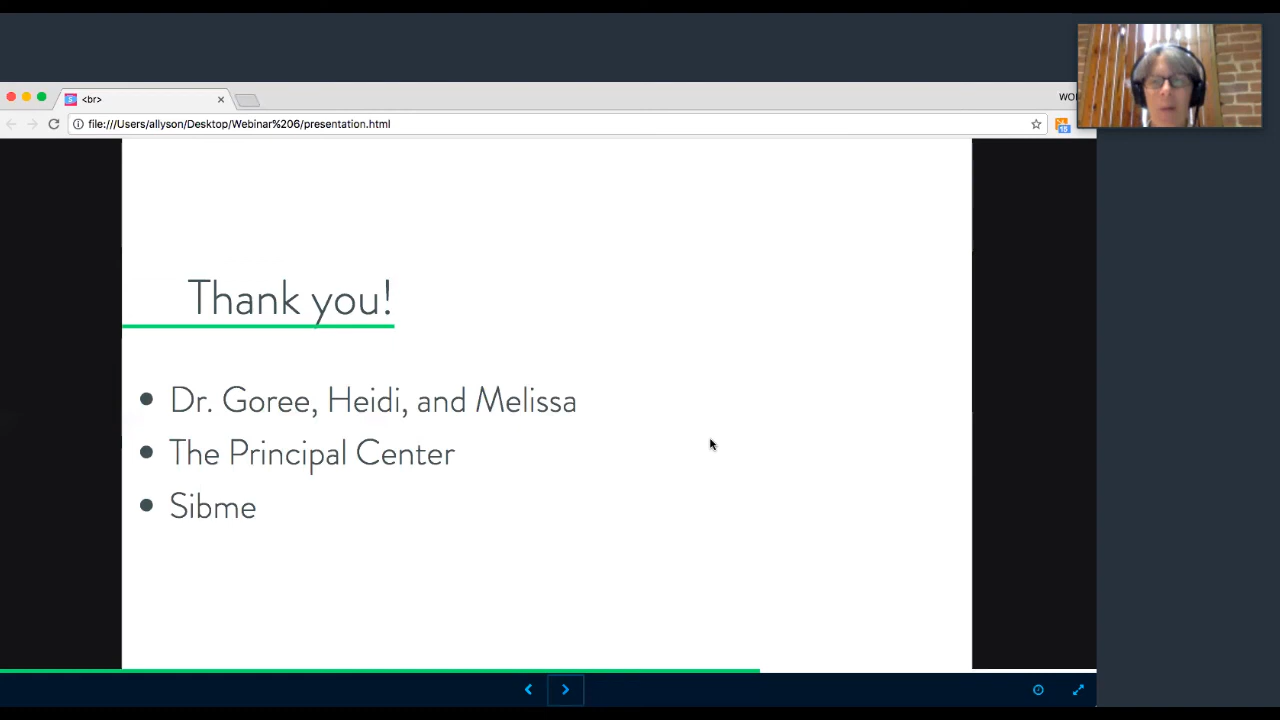 <br>
WOR
file:///Users/allyson/Desktop/Webinar%206/presentation.html
Thank you!
Dr. Goree, Heidi, and Melissa
The Principal Center
Sibme